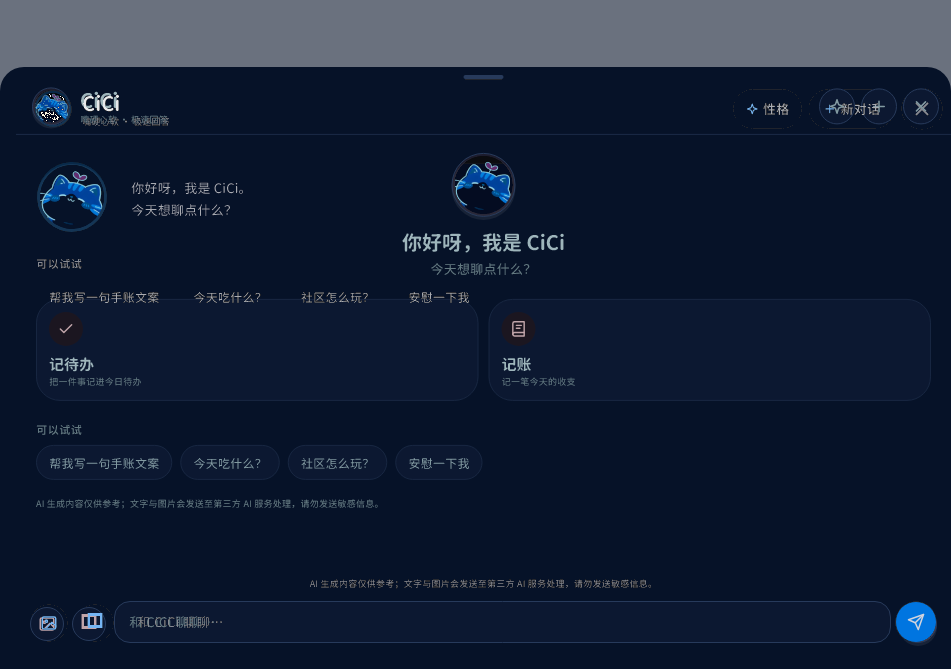 CiCi
性格
新对话
你好呀，我是 CiCi。
今天想聊点什么？
你好呀，我是 CiCi
今天想聊点什么？
可以试试
帮我写一句手账文案 今天吃什么？ 社区怎么玩？ 安慰一下我
记待办
把一件事记进今日待办
记账
记一笔今天的收支
可以试试
帮我写一句手账文案 今天吃什么？ 社区怎么玩？ 安慰一下我
AI 生成内容仅供参考；文字与图片会发送至第三方 AI 服务处理，请勿发送敏感信息。
AI 生成内容仅供参考；文字与图片会发送至第三方 AI 服务处理，请勿发送敏感信息。
和 CiCi 聊聊…